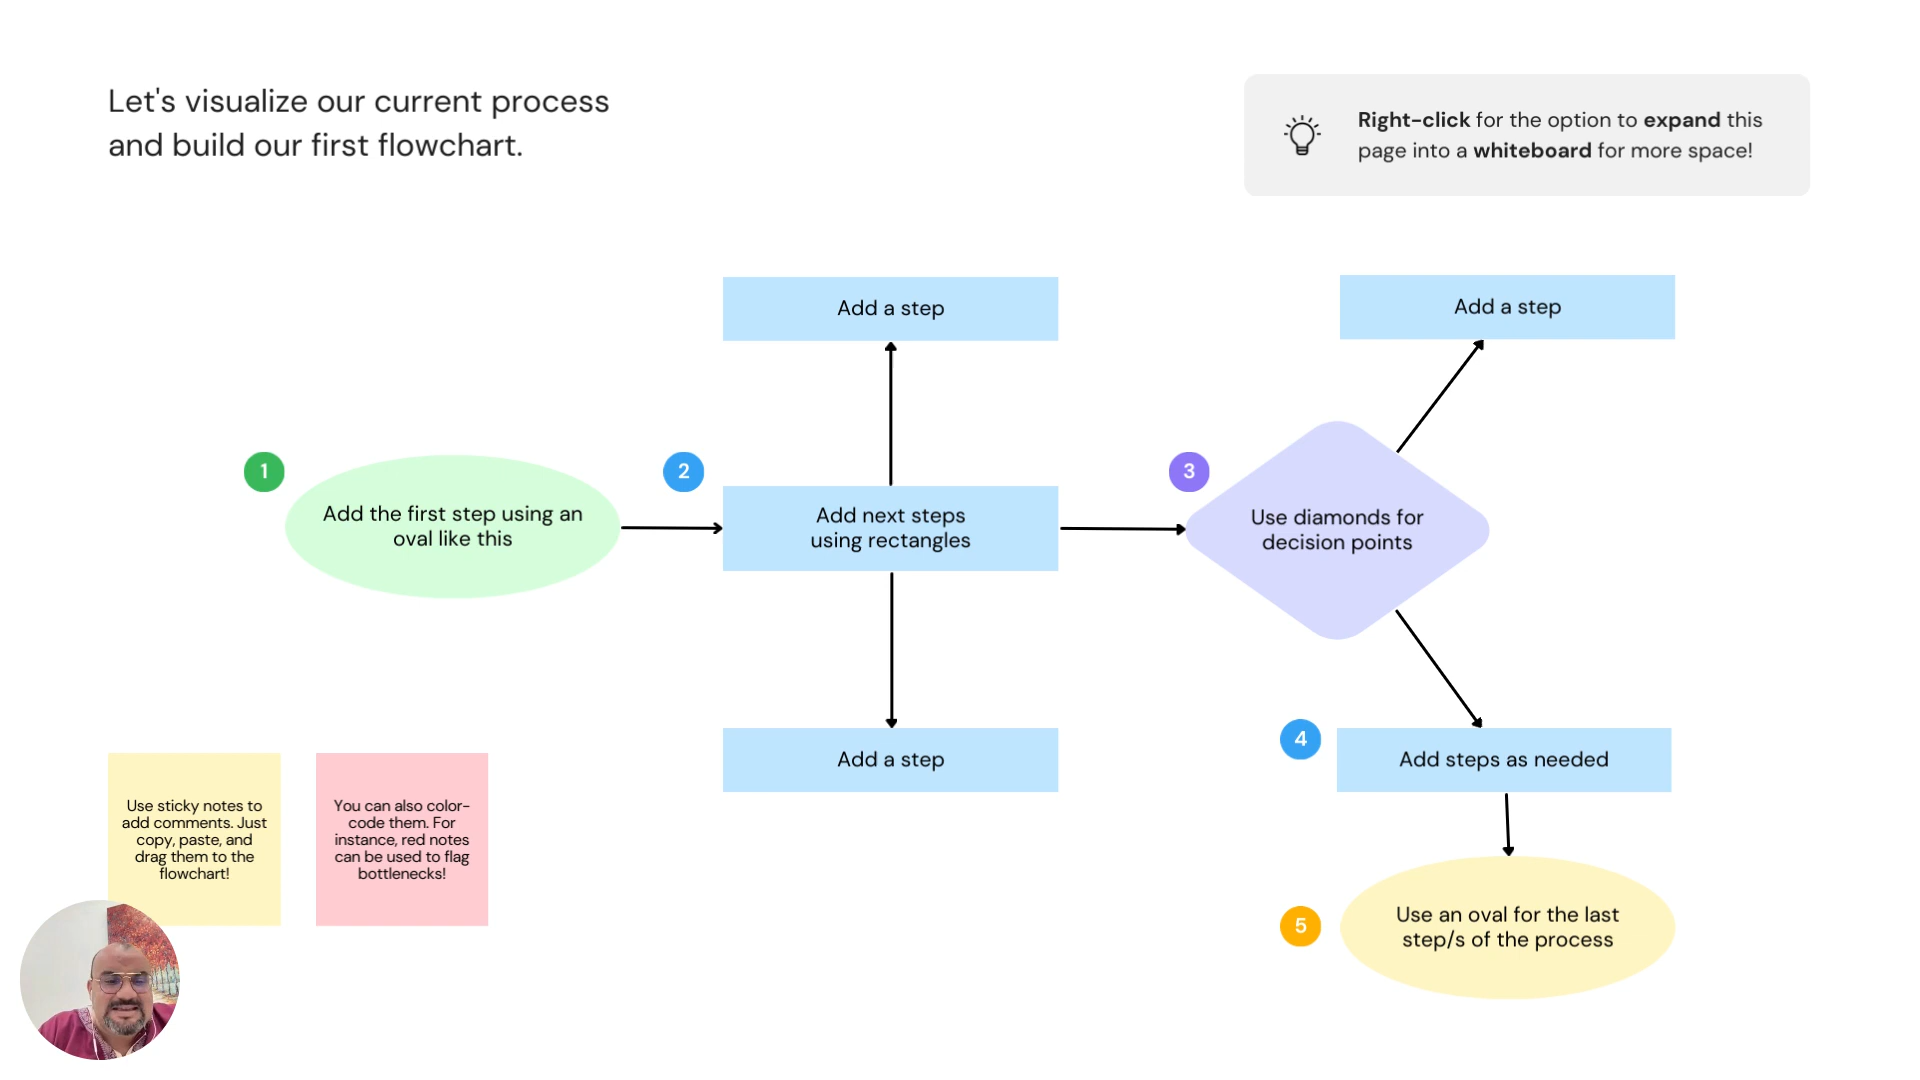 Let's visualize our current process
and build our first flowchart.
Right-click for the option to expand this
page into a whiteboard for more space!
Add a step
Add a step
1
Add the first step using an
oval like this
2
Add next steps
using rectangles
3
Use diamonds for
decision points
Add a step
4
Add steps as needed
Use sticky notes to
add comments. Just
copy, paste, and
drag them to the
flowchart!
You can also color-
code them. For
instance, red notes
can be used to flag
bottlenecks!
5
Use an oval for the last
step/s of the process